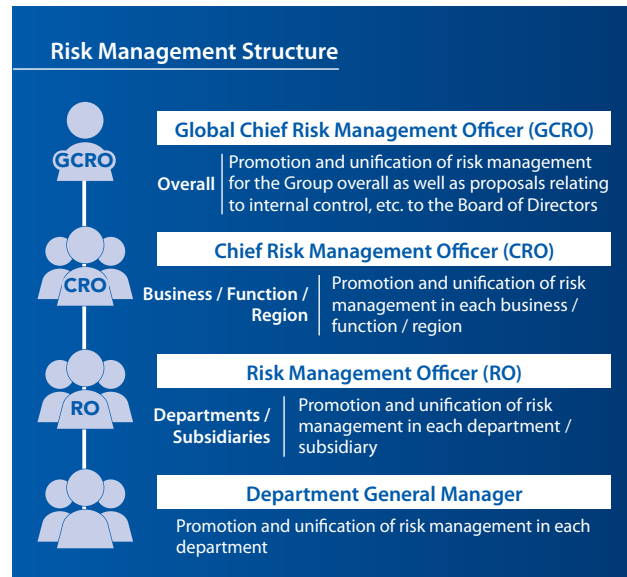 Risk Management Structure
GCRO
Global Chief Risk Management Officer (GCRO)
Overall
Promotion and unification of risk management
for the Group overall as well as proposals relating
to internal control, etc. to the Board of Directors
CRO
Chief Risk Management Officer (CRO)
Business / Function /
Region
Promotion and unification of risk
management in each business /
function / region
RO
Risk Management Officer (RO)
Departments /
Subsidiaries
Promotion and unification of risk
management in each department /
subsidiary
Department General Manager
Promotion and unification of risk management in each
department